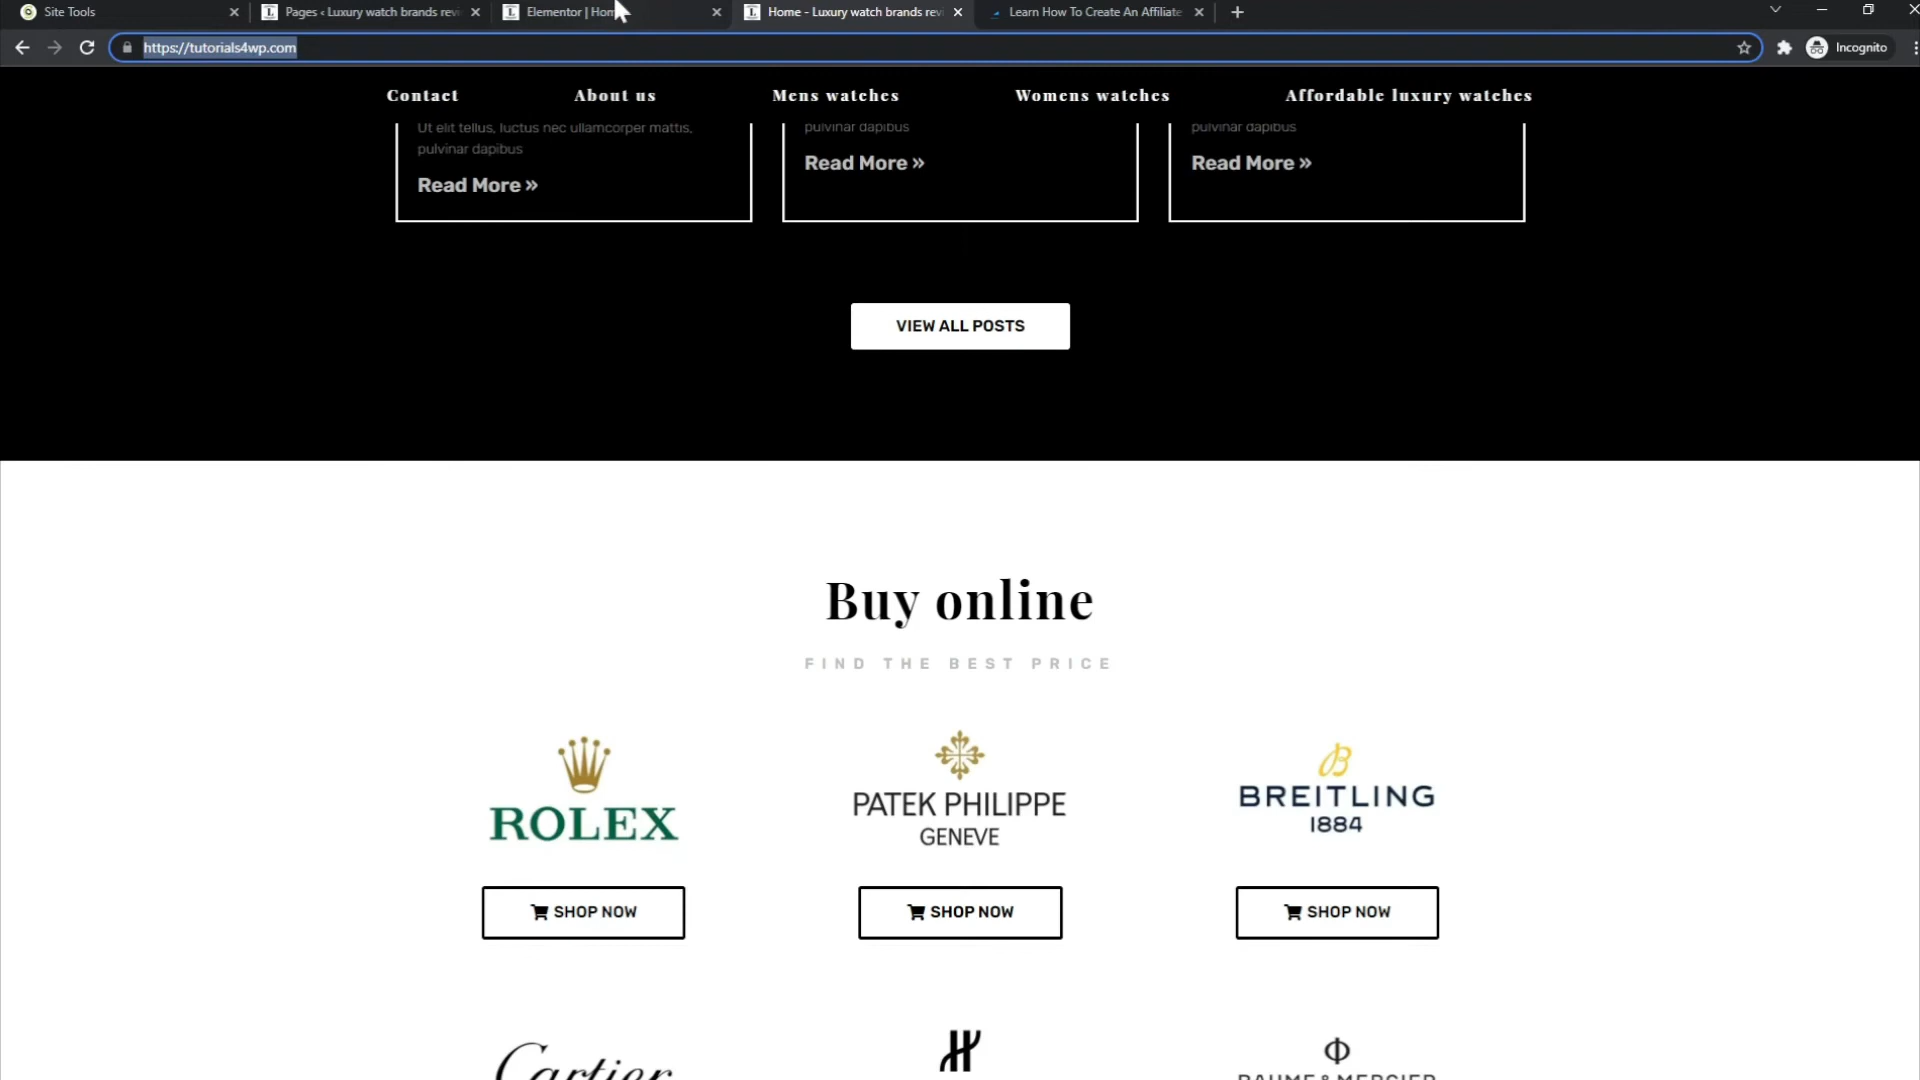 Site Tools
Pages ‹ Luxury watch brands revi
Elementor | Hom
Home - Luxury watch brands revi
Learn How To Create An Affiliate
https://tutorials4wp.com
Incognito
Contact
About us
Mens watches
Womens watches
Affordable luxury watches
Ut elit tellus, luctus nec ullamcorper mattis,
pulvinar dapibus
Read More »
pulvinar dapibus
Read More »
pulvinar dapibus
Read More »
VIEW ALL POSTS
Buy online
FIND THE BEST PRICE
ROLEX
PATEK PHILIPPE
GENEVE
BREITLING
1884
SHOP NOW
SHOP NOW
SHOP NOW
Cartier
BAUME & MERCIER